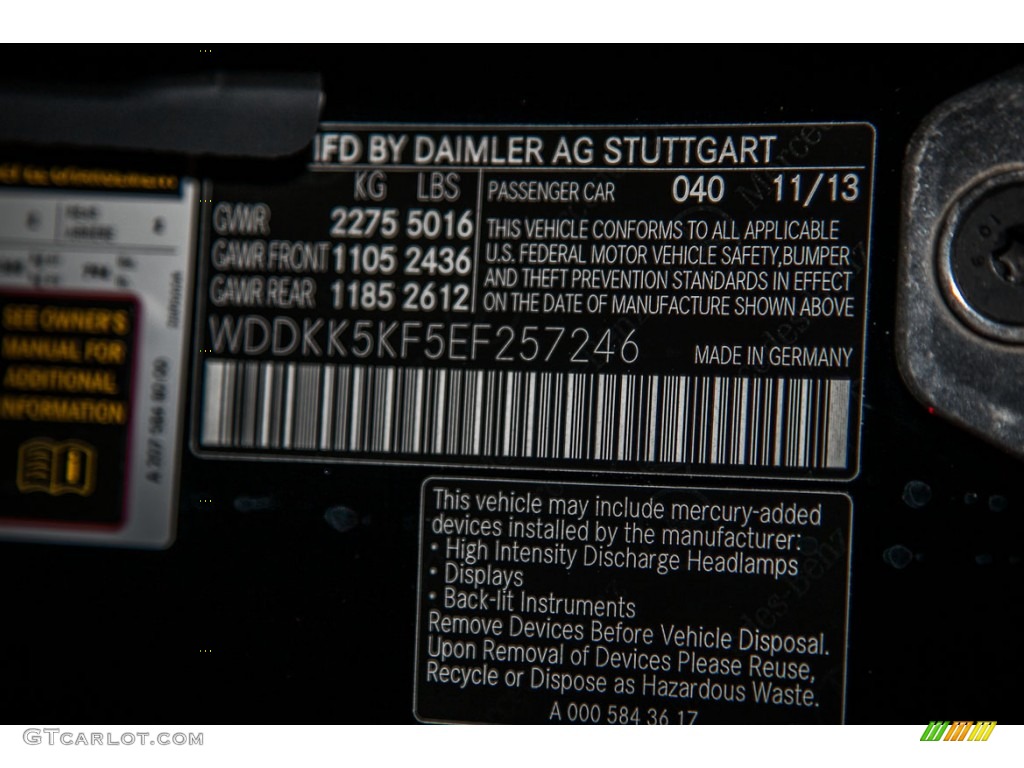 MFD BY DAIMLER AG STUTTGART
KG LBS
GVWR 2275 5016
GAWR FRONT 1105 2436
GAWR REAR 1185 2612
PASSENGER CAR 040 11/13
THIS VEHICLE CONFORMS TO ALL APPLICABLE
U.S. FEDERAL MOTOR VEHICLE SAFETY,BUMPER
AND THEFT PREVENTION STANDARDS IN EFFECT
ON THE DATE OF MANUFACTURE SHOWN ABOVE
WDDKK5KF5EF257246
MADE IN GERMANY
SEE OWNER'S
MANUAL FOR
ADDITIONAL
INFORMATION
This vehicle may include mercury-added
devices installed by the manufacturer:
• High Intensity Discharge Headlamps
• Displays
• Back-lit Instruments
Remove Devices Before Vehicle Disposal.
Upon Removal of Devices Please Reuse,
Recycle or Dispose as Hazardous Waste.
A 000 584 36 17
GTCARLOT.COM